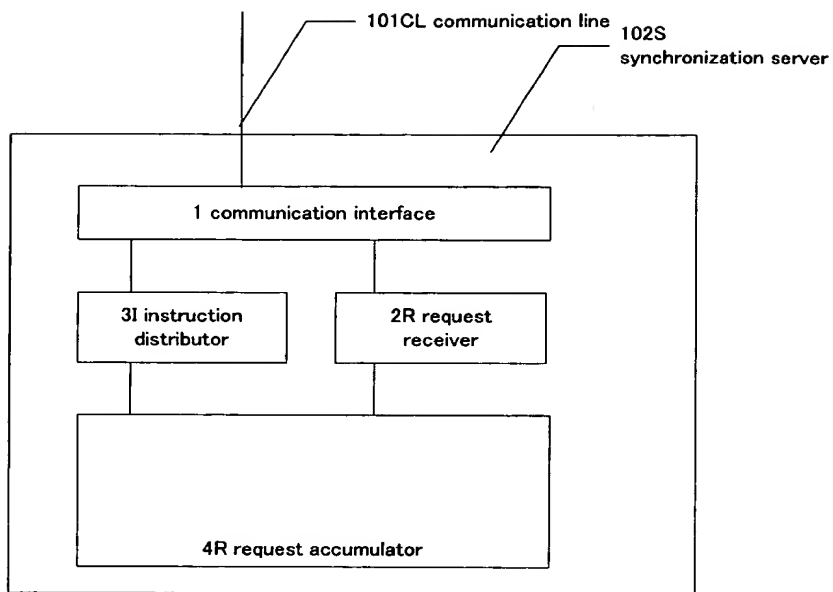 101CL communication line
102S
synchronization server
1 communication interface
3I instruction
distributor
2R request
receiver
4R request accumulator